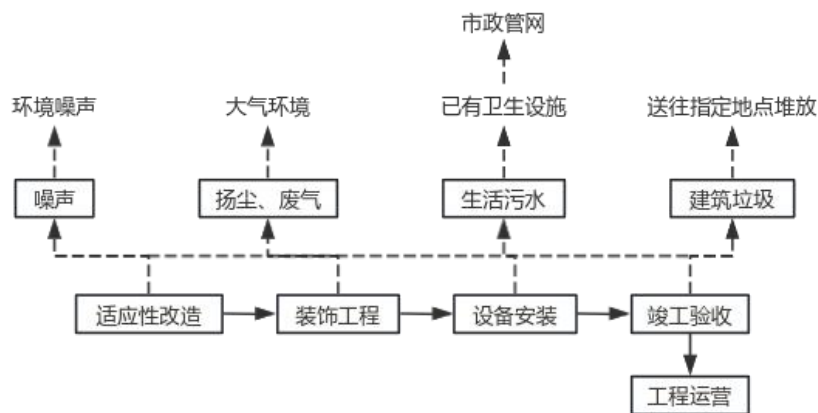 市政管网
环境噪声 大气环境 已有卫生设施 送往指定地点堆放
噪声 扬尘、废气 生活污水 建筑垃圾
适应性改造 装饰工程 设备安装 竣工验收
工程运营